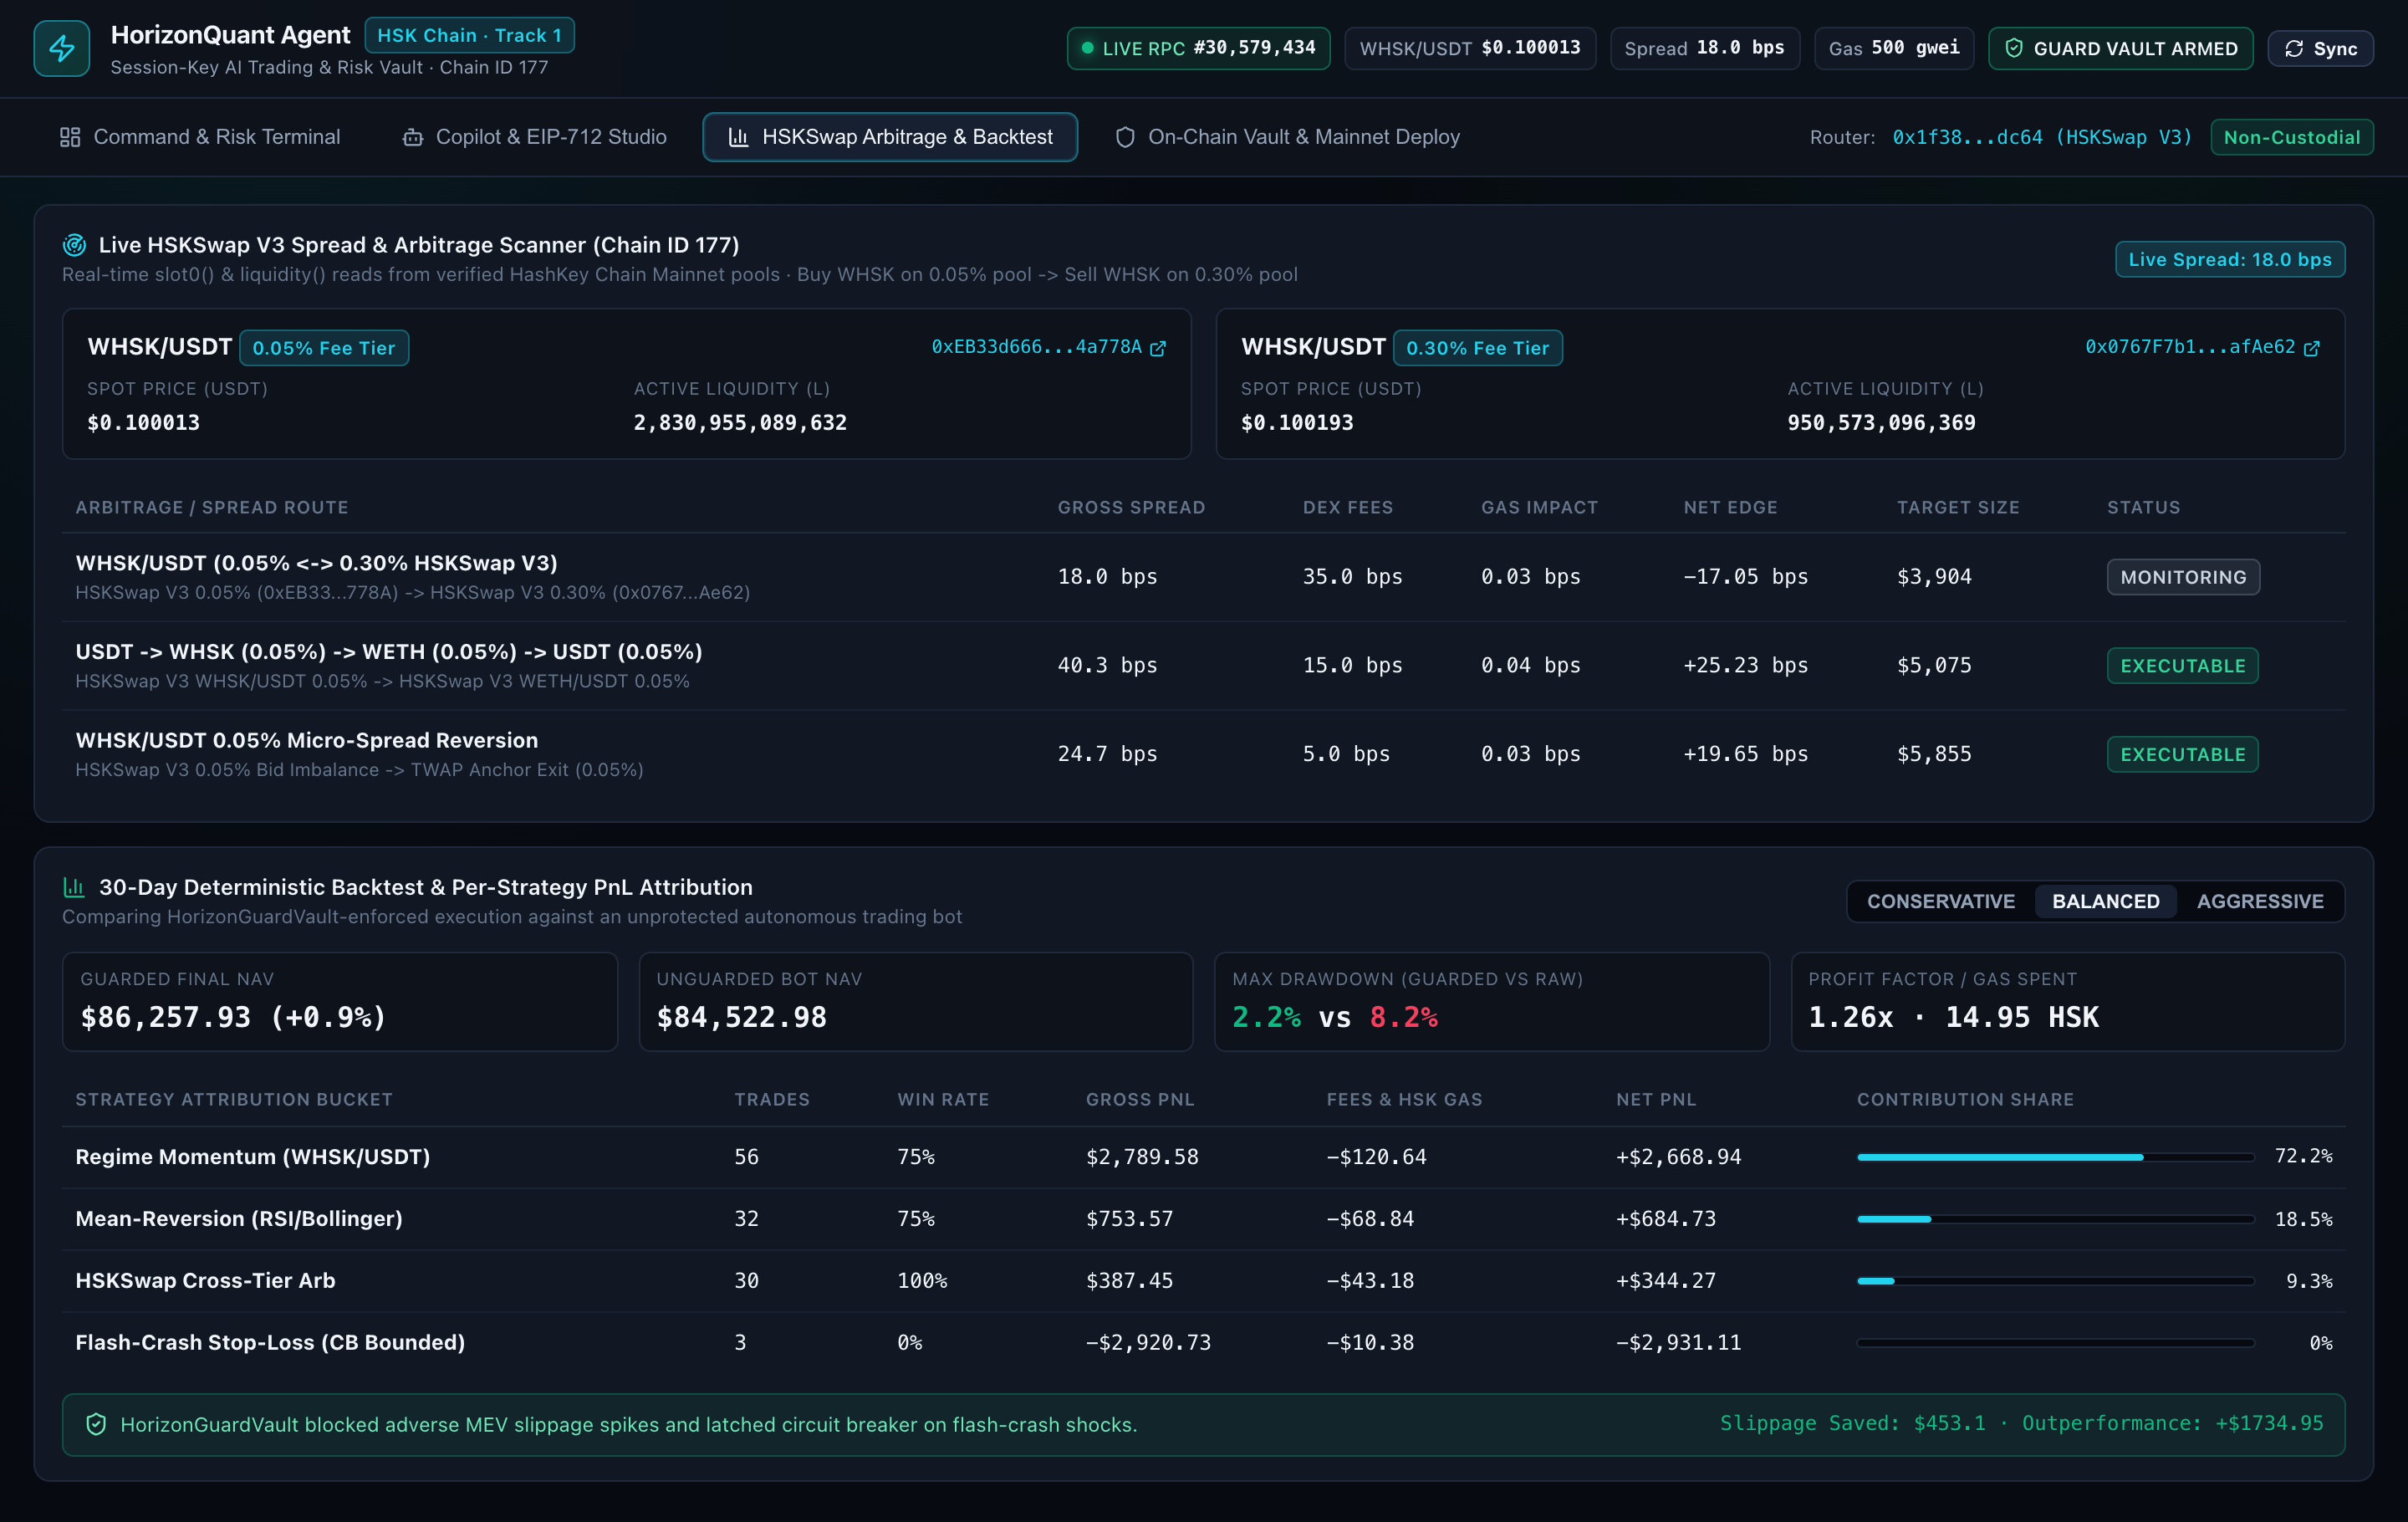 HorizonQuant Agent
HSK Chain · Track 1
Session-Key AI Trading & Risk Vault · Chain ID 177
LIVE RPC #30,579,434
WHSK/USDT $0.100013
Spread 18.0 bps
Gas 500 gwei
GUARD VAULT ARMED
Sync
Command & Risk Terminal
Copilot & EIP-712 Studio
HSKSwap Arbitrage & Backtest
On-Chain Vault & Mainnet Deploy
Router: 0x1f38...dc64 (HSKSwap V3)
Non-Custodial
Live HSKSwap V3 Spread & Arbitrage Scanner (Chain ID 177)
Real-time slot0() & liquidity() reads from verified HashKey Chain Mainnet pools · Buy WHSK on 0.05% pool -> Sell WHSK on 0.30% pool
Live Spread: 18.0 bps
WHSK/USDT 0.05% Fee Tier 0xEB33d666...4a778A
SPOT PRICE (USDT) ACTIVE LIQUIDITY (L)
$0.100013 2,830,955,089,632
WHSK/USDT 0.30% Fee Tier 0x0767F7b1...afAe62
SPOT PRICE (USDT) ACTIVE LIQUIDITY (L)
$0.100193 950,573,096,369
ARBITRAGE / SPREAD ROUTE GROSS SPREAD DEX FEES GAS IMPACT NET EDGE TARGET SIZE STATUS
WHSK/USDT (0.05% <-> 0.30% HSKSwap V3)
HSKSwap V3 0.05% (0xEB33...778A) -> HSKSwap V3 0.30% (0x0767...Ae62)
18.0 bps 35.0 bps 0.03 bps −17.05 bps $3,904 MONITORING
USDT -> WHSK (0.05%) -> WETH (0.05%) -> USDT (0.05%)
HSKSwap V3 WHSK/USDT 0.05% -> HSKSwap V3 WETH/USDT 0.05%
40.3 bps 15.0 bps 0.04 bps +25.23 bps $5,075 EXECUTABLE
WHSK/USDT 0.05% Micro-Spread Reversion
HSKSwap V3 0.05% Bid Imbalance -> TWAP Anchor Exit (0.05%)
24.7 bps 5.0 bps 0.03 bps +19.65 bps $5,855 EXECUTABLE
30-Day Deterministic Backtest & Per-Strategy PnL Attribution
Comparing HorizonGuardVault-enforced execution against an unprotected autonomous trading bot
CONSERVATIVE BALANCED AGGRESSIVE
GUARDED FINAL NAV
$86,257.93 (+0.9%)
UNGUARDED BOT NAV
$84,522.98
MAX DRAWDOWN (GUARDED VS RAW)
2.2% vs 8.2%
PROFIT FACTOR / GAS SPENT
1.26x · 14.95 HSK
STRATEGY ATTRIBUTION BUCKET TRADES WIN RATE GROSS PNL FEES & HSK GAS NET PNL CONTRIBUTION SHARE
Regime Momentum (WHSK/USDT) 56 75% $2,789.58 −$120.64 +$2,668.94 72.2%
Mean-Reversion (RSI/Bollinger) 32 75% $753.57 −$68.84 +$684.73 18.5%
HSKSwap Cross-Tier Arb 30 100% $387.45 −$43.18 +$344.27 9.3%
Flash-Crash Stop-Loss (CB Bounded) 3 0% −$2,920.73 −$10.38 −$2,931.11 0%
HorizonGuardVault blocked adverse MEV slippage spikes and latched circuit breaker on flash-crash shocks.
Slippage Saved: $453.1 · Outperformance: +$1734.95